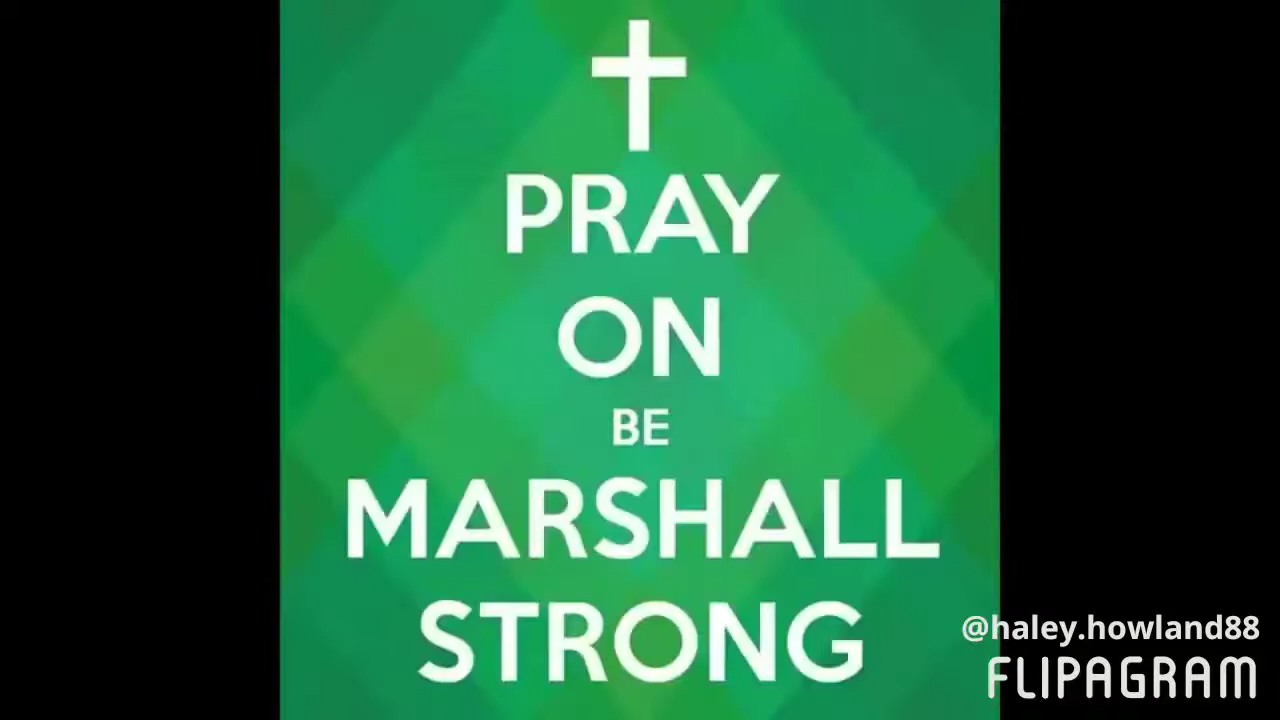 PRAY
ON
BE
MARSHALL
STRONG
@haley.howland88
FLIPAGRAM